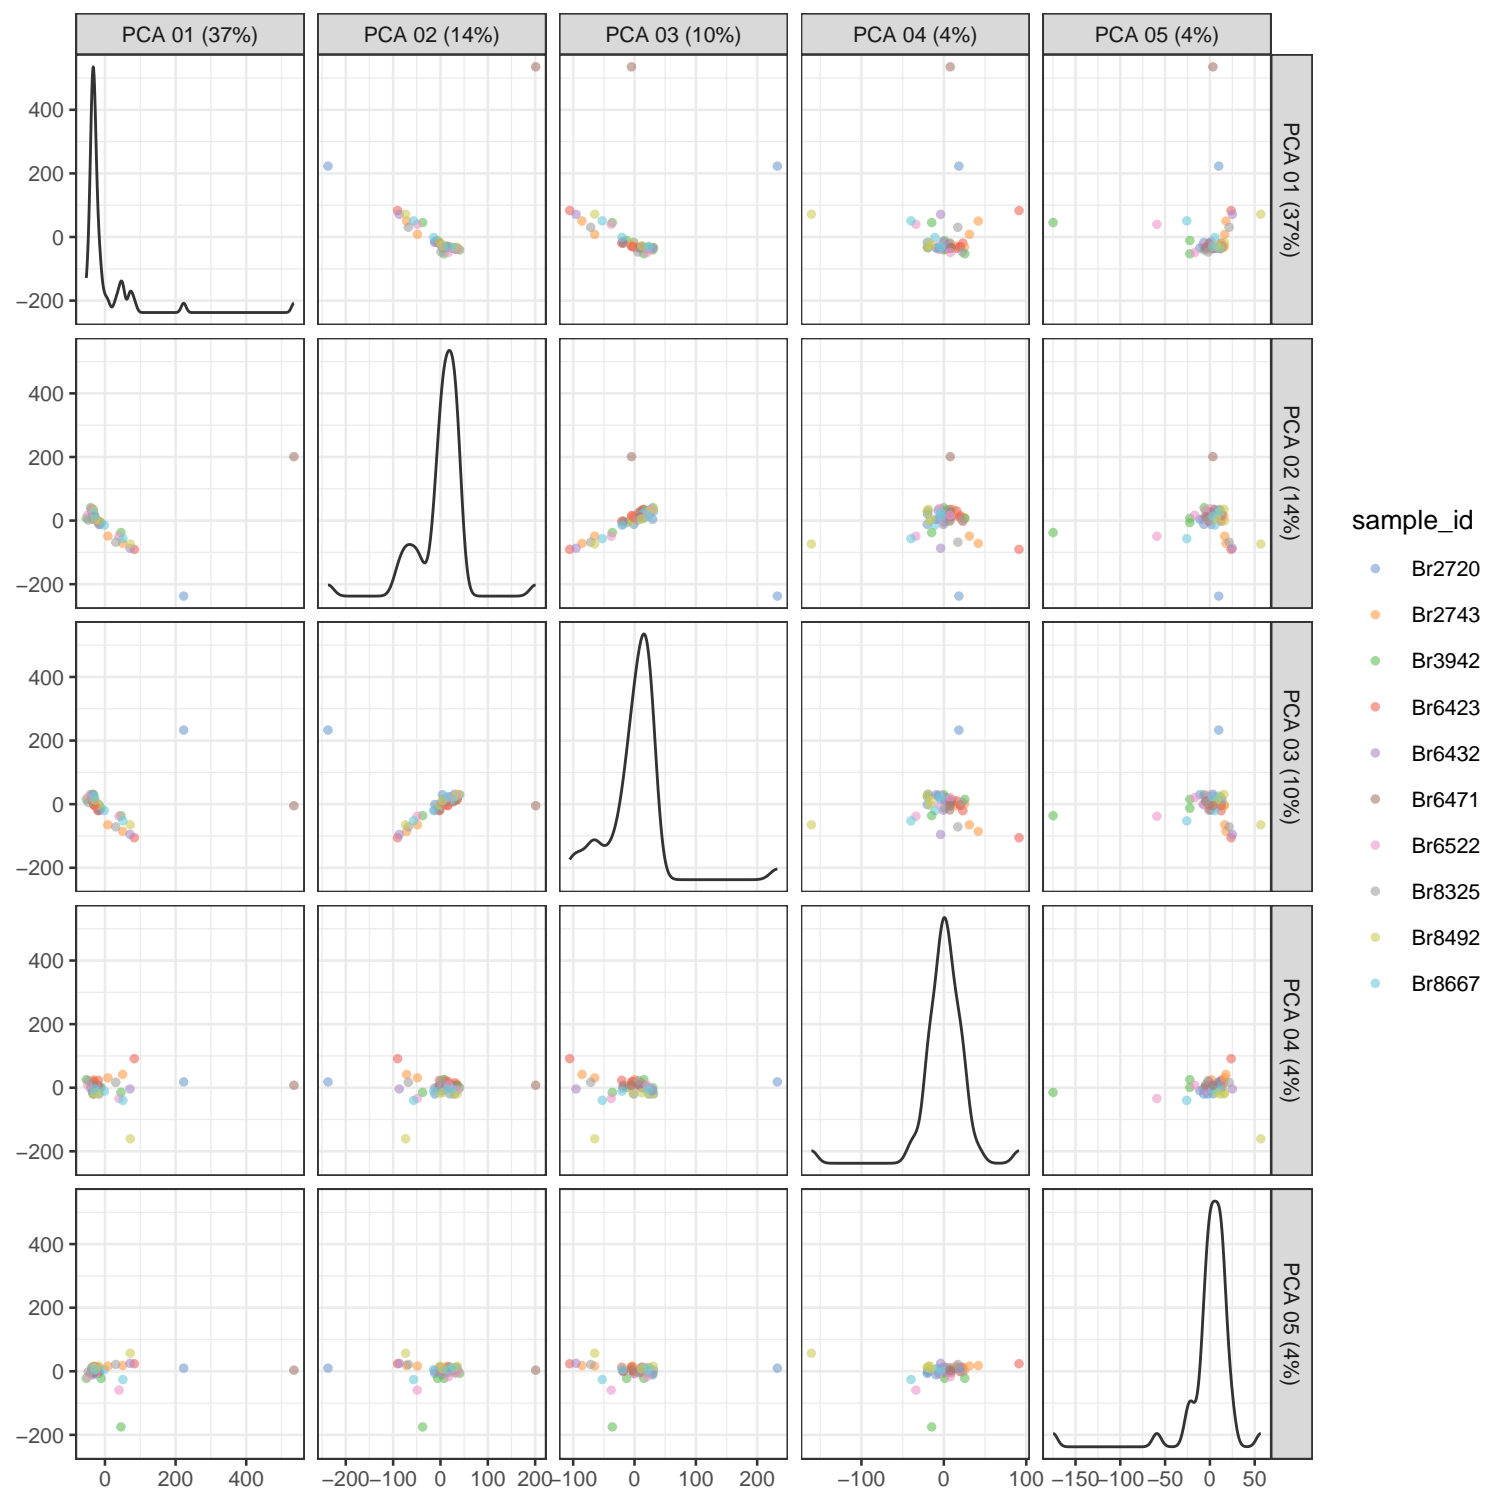 PCA 01 (37%) PCA 02 (14%) PCA 03 (10%) PCA 04 (4%) PCA 05 (4%)
400
200
0
−200
PCA 01 (37%)
400
200
0
−200
PCA 02 (14%)
400
200
0
−200
PCA 03 (10%)
400
200
0
−200
PCA 04 (4%)
400
200
0
−200
PCA 05 (4%)
0 200 400 −200 −100 0 100 200 −100 0 100 200 −100 0 100 −150 −100 −50 0 50
sample_id
Br2720
Br2743
Br3942
Br6423
Br6432
Br6471
Br6522
Br8325
Br8492
Br8667